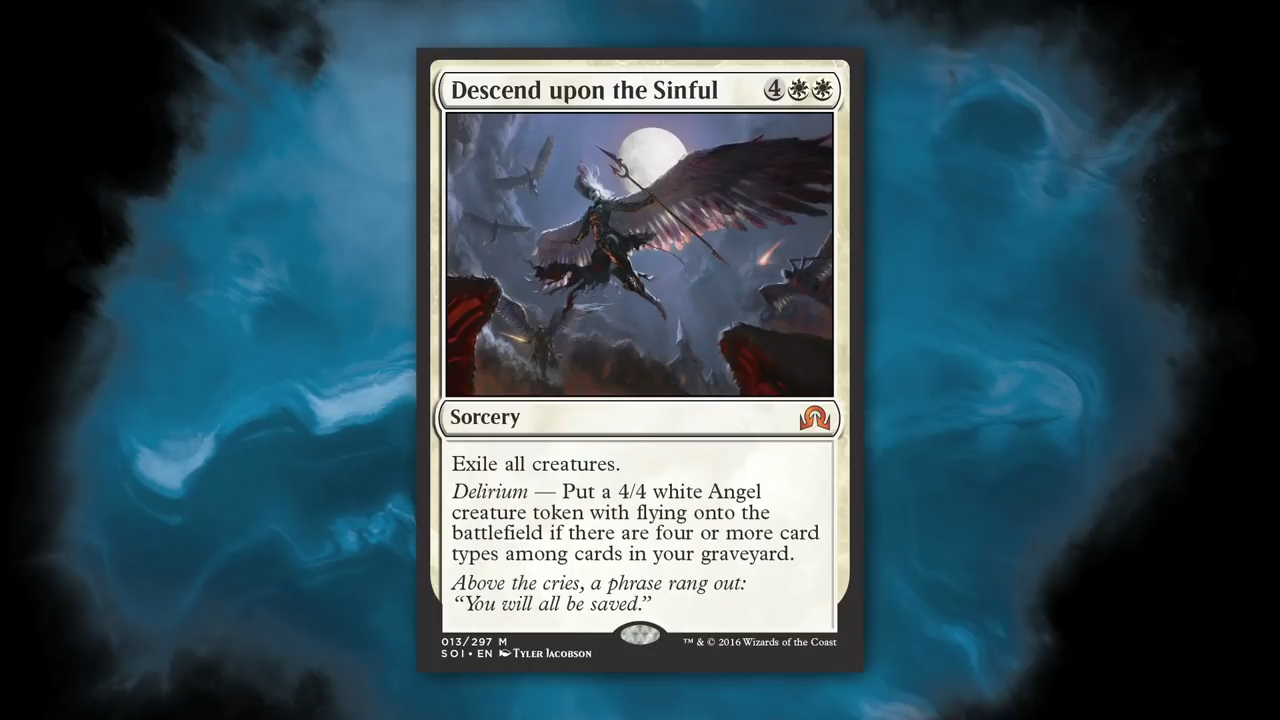 Descend upon the Sinful 4
Sorcery
Exile all creatures.
Delirium — Put a 4/4 white Angel
creature token with flying onto the
battlefield if there are four or more card
types among cards in your graveyard.
Above the cries, a phrase rang out:
“You will all be saved.”
013/297 M
SOI • EN Tyler Jacobson
™ & © 2016 Wizards of the Coast